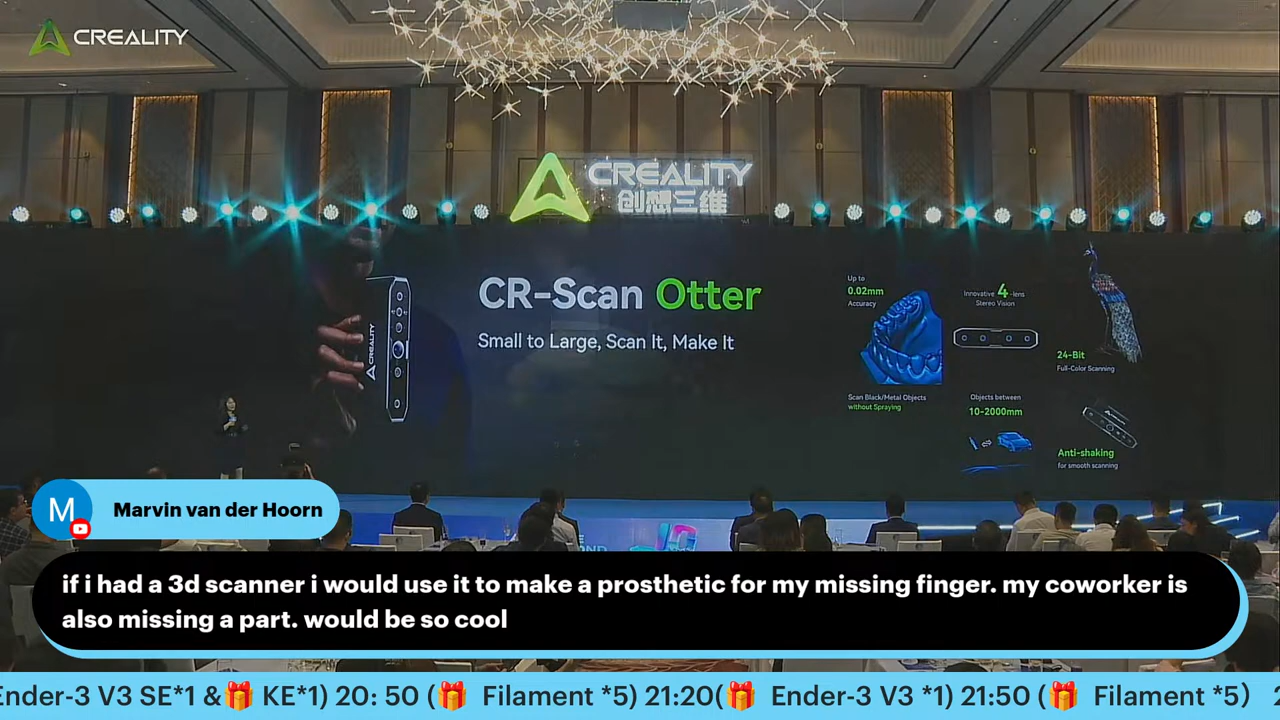 CREALITY
CREALITY
创想三维
CR-Scan Otter
Small to Large, Scan It, Make It
CREALITY
Up to
0.02mm
Accuracy
Innovative 4-lens
Stereo Vision
24-Bit
Full-Color Scanning
Scan Black/Metal Objects
without Spraying
Objects between
10-2000mm
Anti-shaking
for smooth scanning
M
Marvin van der Hoorn
if i had a 3d scanner i would use it to make a prosthetic for my missing finger. my coworker is
also missing a part. would be so cool
Ender-3 V3 SE*1 &🎁 KE*1) 20: 50 (🎁 Filament *5) 21:20(🎁 Ender-3 V3 *1) 21:50 (🎁 Filament *5)